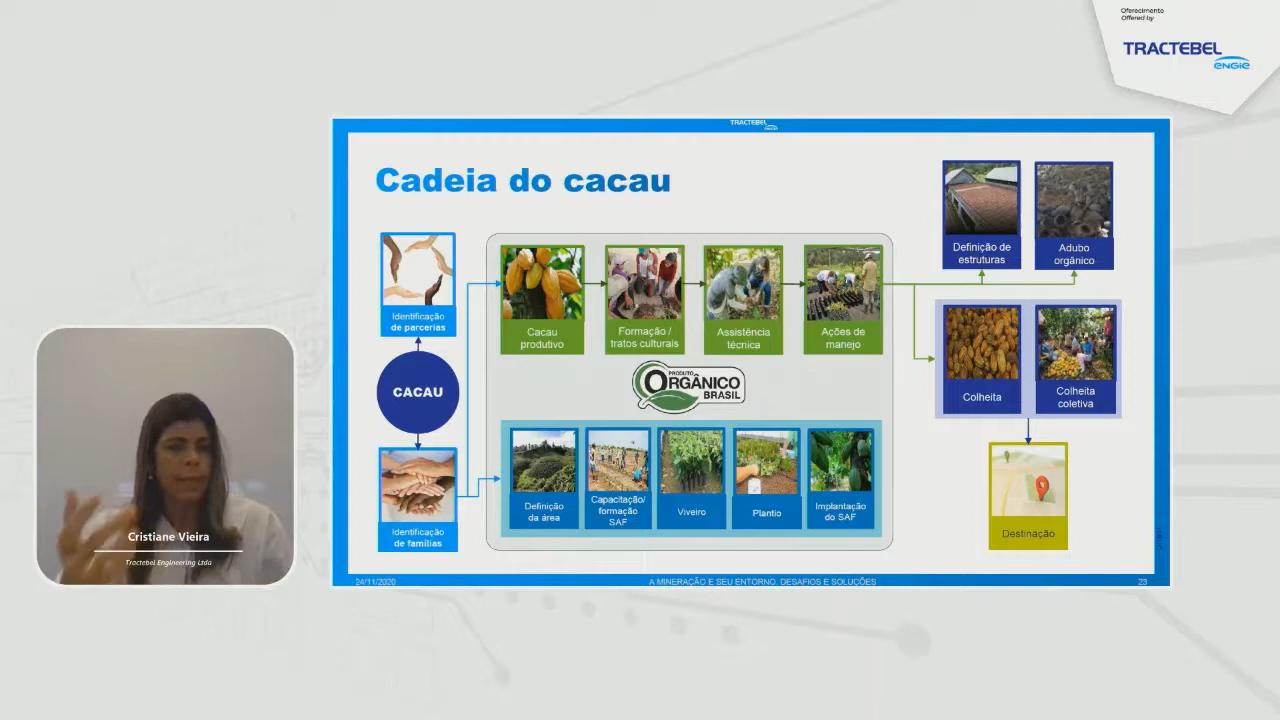 Oferecimento
Offered by
TRACTEBEL
ENGIE
TRACTEBEL
ENGIE
Cadeia do cacau
Identificação
de parcerias
CACAU
Identificação
de famílias
Cacau
produtivo
Formação /
tratos culturais
Assistência
técnica
Ações de
manejo
PRODUTO
ORGÂNICO
BRASIL
Definição
da área
Capacitação/
formação
SAF
Viveiro
Plantio
Implantação
do SAF
Definição de
estruturas
Adubo
orgânico
Colheita
Colheita
coletiva
Destinação
Cristiane Vieira
Tractebel Engineering Ltda
24/11/2020
A MINERAÇÃO E SEU ENTORNO. DESAFIOS E SOLUÇÕES
23